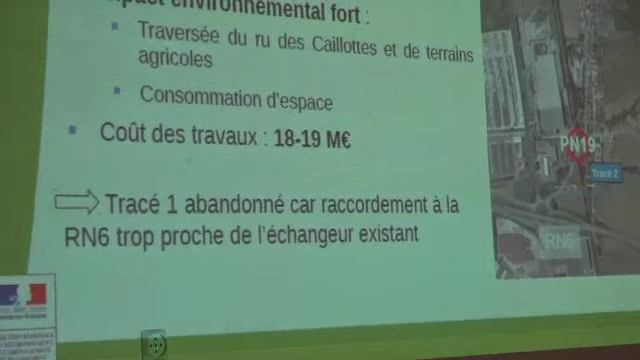 environnemental fort :
Traversée du ru des Caillottes et de terrains
agricoles
Consommation d'espace
Coût des travaux : 18-19 M€
Tracé 1 abandonné car raccordement à la
RN6 trop proche de l'échangeur existant
PN19
Tracé 2
RN6